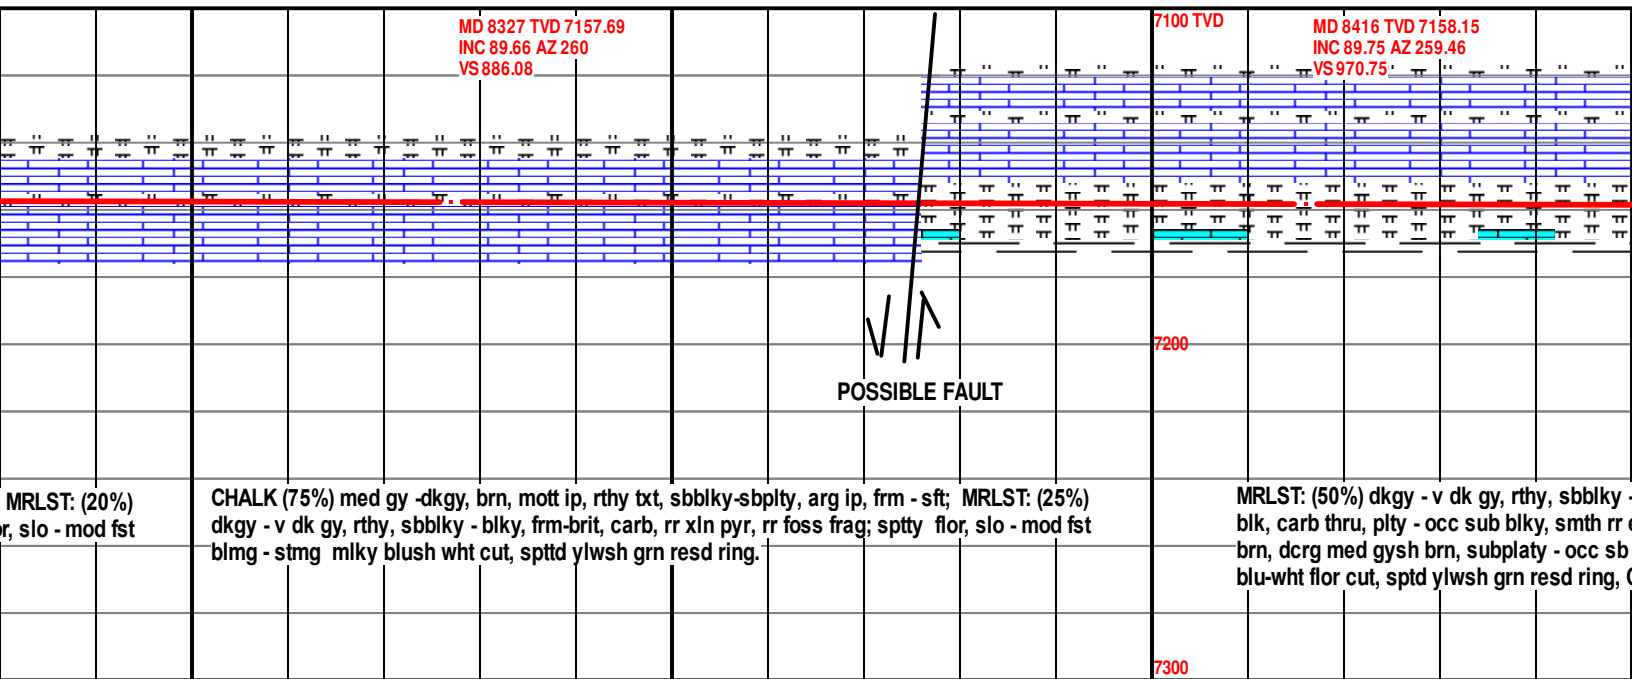 MD 8327 TVD 7157.69
INC 89.66 AZ 260
VS 886.08
7100 TVD
MD 8416 TVD 7158.15
INC 89.75 AZ 259.46
VS 970.75
7200
POSSIBLE FAULT
MRLST: (20%)
r, slo - mod fst
CHALK (75%) med gy -dkgy, brn, mott ip, rthy txt, sbblky-sbplty, arg ip, frm - sft; MRLST: (25%)
dkgy - v dk gy, rthy, sbblky - blky, frm-brit, carb, rr xln pyr, rr foss frag; sptty flor, slo - mod fst
blmg - stmg mlky blush wht cut, spttd ylwsh grn resd ring.
MRLST: (50%) dkgy - v dk gy, rthy, sbblky -
blk, carb thru, plty - occ sub blky, smth rr
brn, dcrg med gysh brn, subplaty - occ sb
blu-wht flor cut, sptd ylwsh grn resd ring,
7300